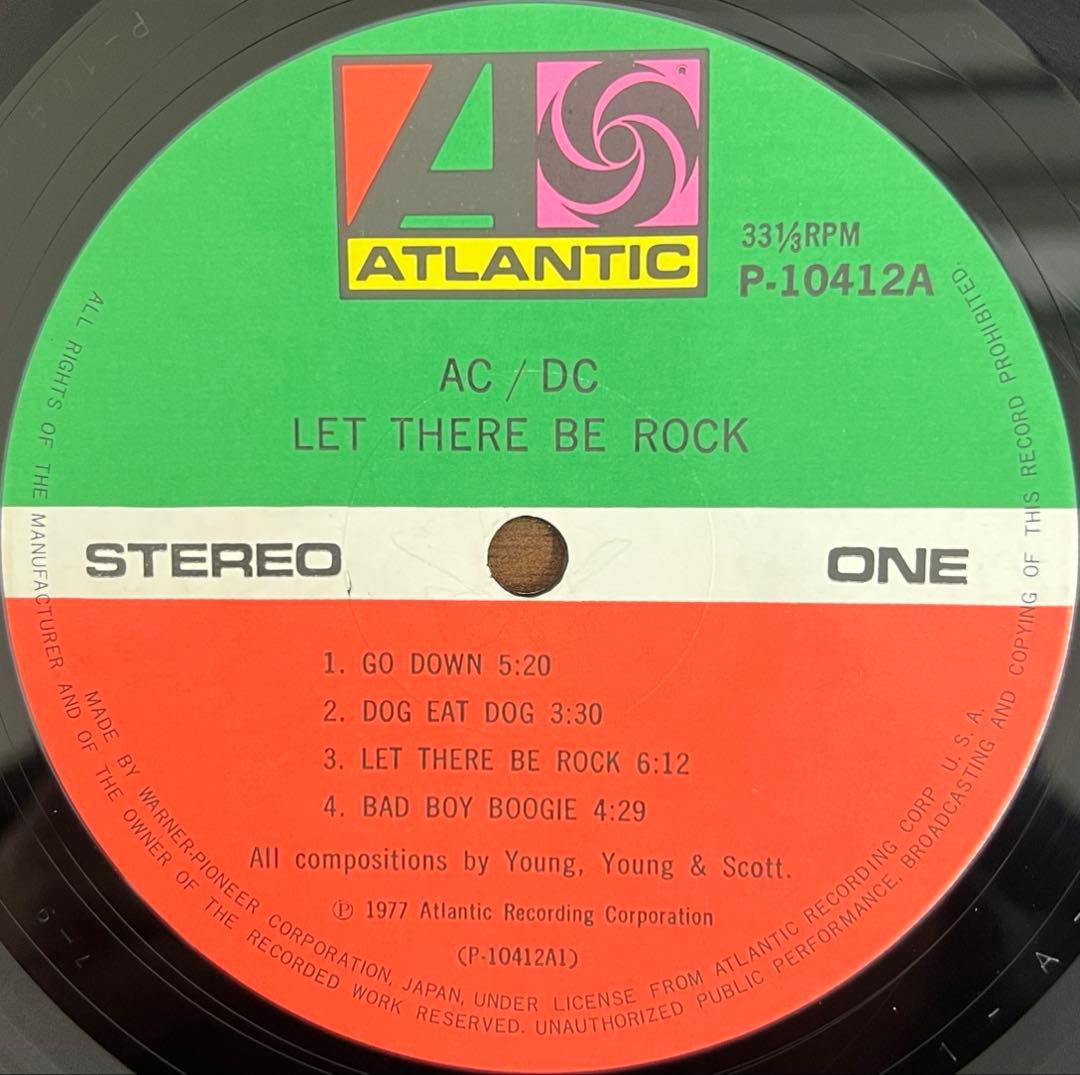 ATLANTIC
®
33⅓RPM
P-10412A
AC / DC
LET THERE BE ROCK
STEREO
ONE
1. GO DOWN 5:20
2. DOG EAT DOG 3:30
3. LET THERE BE ROCK 6:12
4. BAD BOY BOOGIE 4:29
All compositions by Young, Young & Scott.
Ⓟ 1977 Atlantic Recording Corporation
(P-10412A1)
MADE BY WARNER-PIONEER CORPORATION, JAPAN, UNDER LICENSE FROM ATLANTIC RECORDING CORP U. S. A.
ALL RIGHTS OF THE MANUFACTURER AND OF THE OWNER OF THE RECORDED WORK RESERVED. UNAUTHORIZED PUBLIC PERFORMANCE, BROADCASTING AND COPYING OF THIS RECORD PROHIBITED.